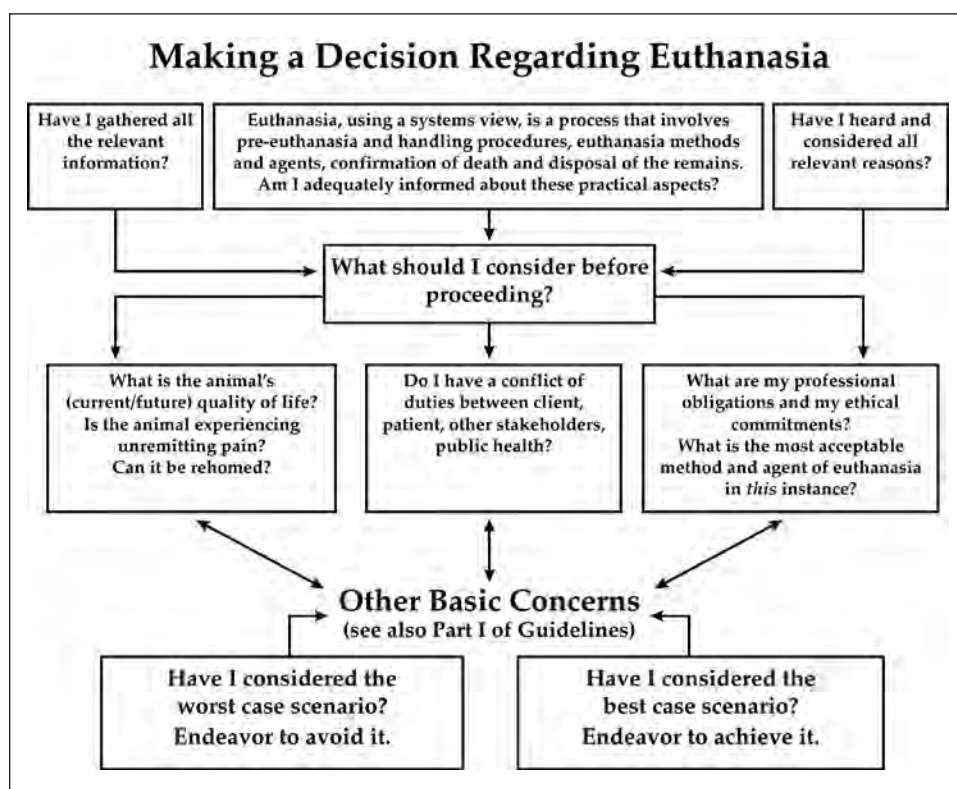 Making a Decision Regarding Euthanasia
Have I gathered all
the relevant
information?
Euthanasia, using a systems view, is a process that involves
pre-euthanasia and handling procedures, euthanasia methods
and agents, confirmation of death and disposal of the remains.
Am I adequately informed about these practical aspects?
Have I heard and
considered all
relevant reasons?
What should I consider before
proceeding?
What is the animal's
(current/future) quality of life?
Is the animal experiencing
unremitting pain?
Can it be rehomed?
Do I have a conflict of
duties between client,
patient, other stakeholders,
public health?
What are my professional
obligations and my ethical
commitments?
What is the most acceptable
method and agent of euthanasia
in this instance?
Other Basic Concerns
(see also Part I of Guidelines)
Have I considered the
worst case scenario?
Endeavor to avoid it.
Have I considered the
best case scenario?
Endeavor to achieve it.